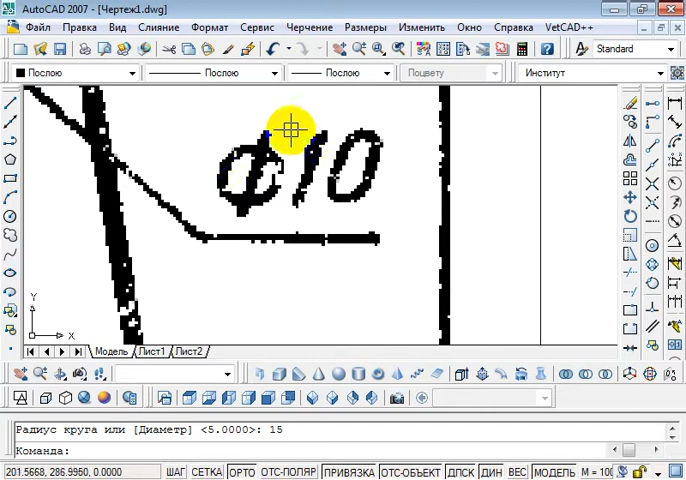 AutoCAD 2007 - [Чертеж1.dwg]
Файл Правка Вид Вставка Слияние Формат Сервис Черчение Размеры Изменить Окно Справка VetCAD++
Standard
Послою Послою Послою Поцвету Институт
Ф10
Y
X
Модель Лист1 Лист2
Радиус круга или [Диаметр] <5.0000>: 15
Команда:
201.5668, 286.9950, 0.0000 ШАГ СЕТКА ОРТО ОТС-ПОЛЯР ПРИВЯЗКА ОТС-ОБЪЕКТ ДПСК ДИН ВЕС МОДЕЛЬ М = 100